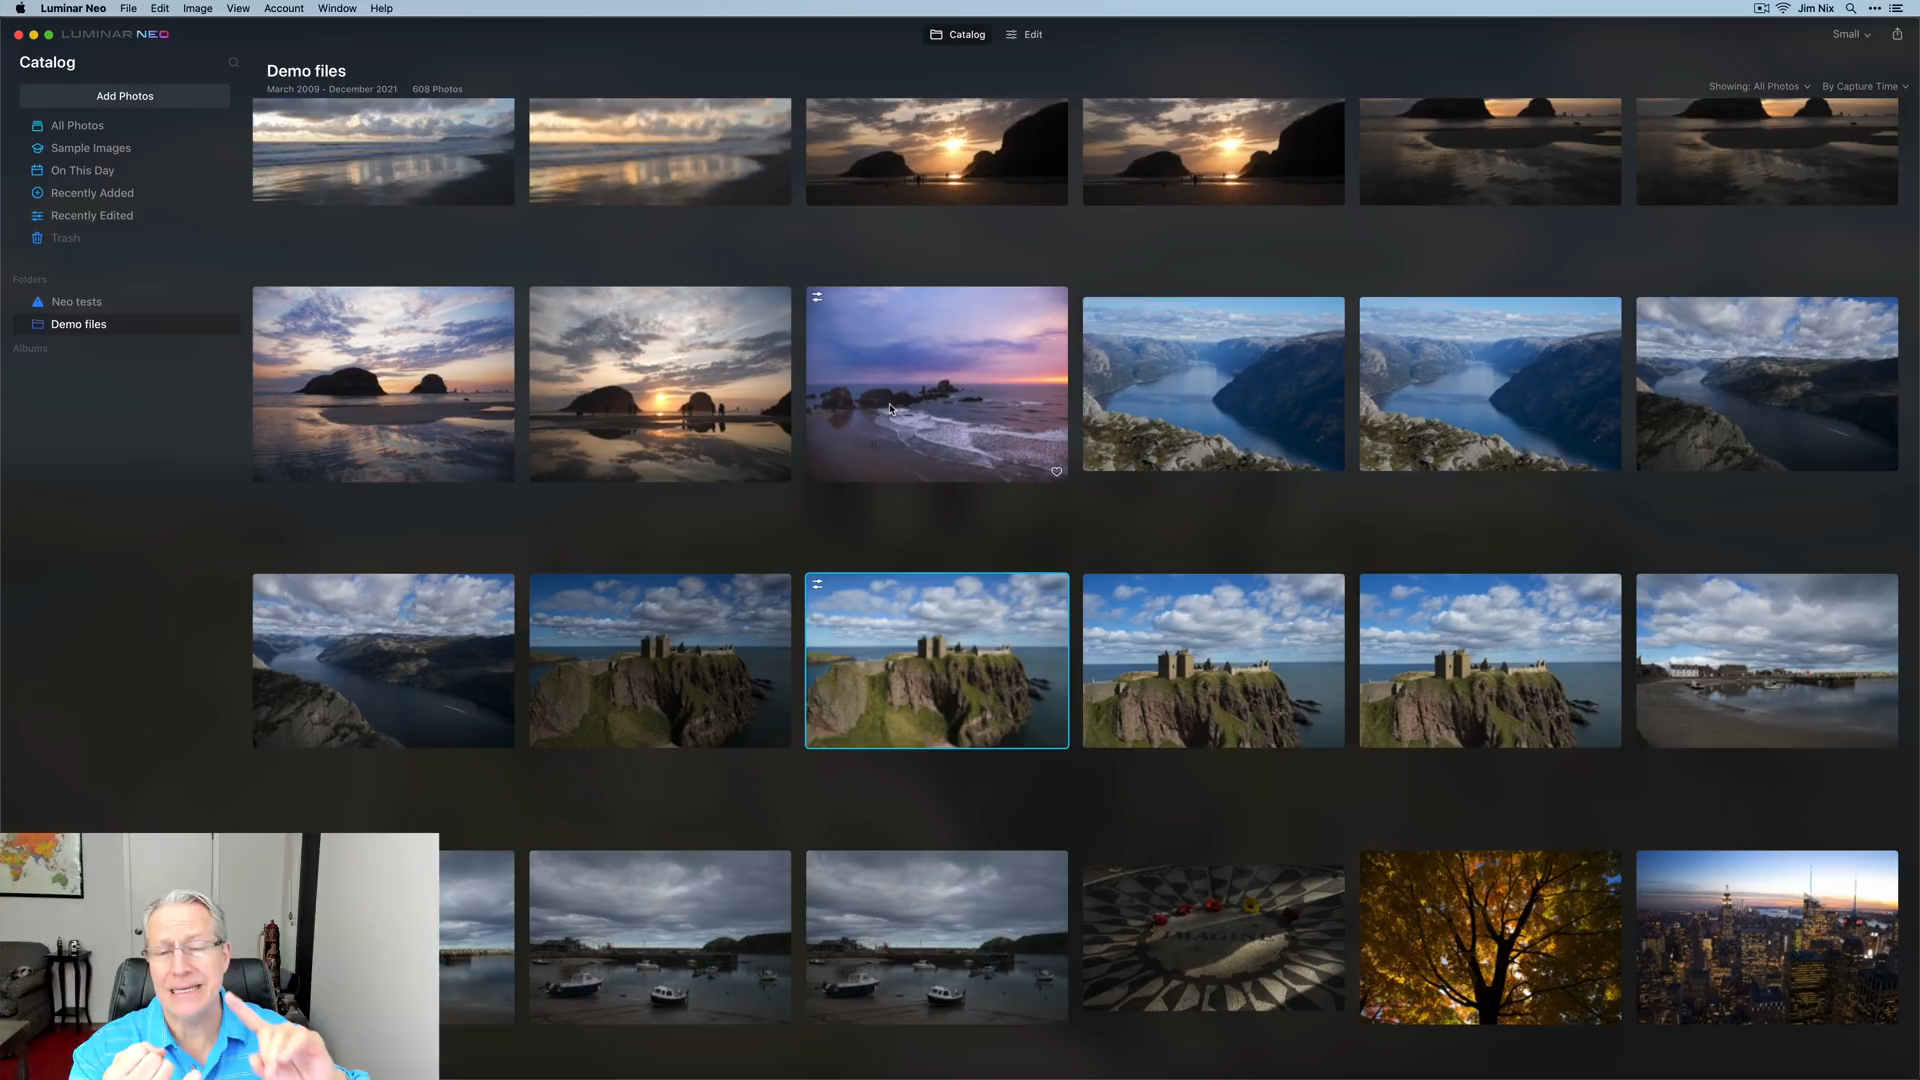 Luminar Neo File Edit Image View Account Window Help Jim Nix
LUMINAR NEO Catalog Edit Small
Catalog
Demo files
March 2009 - December 2021 608 Photos
Showing: All Photos By Capture Time
Add Photos
All Photos
Sample Images
On This Day
Recently Added
Recently Edited
Trash
Folders
Neo tests
Demo files
Albums
IMAGINE